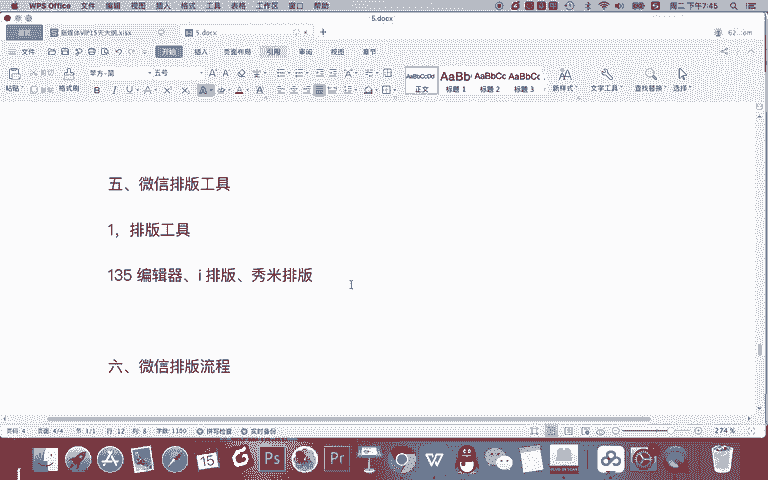 WPS Office 文件 编辑 视图 插入 格式 工具 表格 工作区 窗口 帮助 周二下午7:45
5.docx
首页 新媒体VIP15天大纲.xlsx 5.docx
文件 开始 插入 页面布局 引用 审阅 视图 章节
粘贴 剪切 复制 格式刷 苹方-简 五号
B I U
AaBbCcDd AaBb AaBbCc AaBbCc
正文 标题 1 标题 2 标题 3 新样式 文字工具 查找替换 选择
五、微信排版工具
1，排版工具
135 编辑器、i 排版、秀米排版
六、微信排版流程
页码: 4 页面: 4/4 节: 1/1 行: 12 列: 8 字数: 1100 拼写检查 实时备份 274 %
15 Ps Pr W